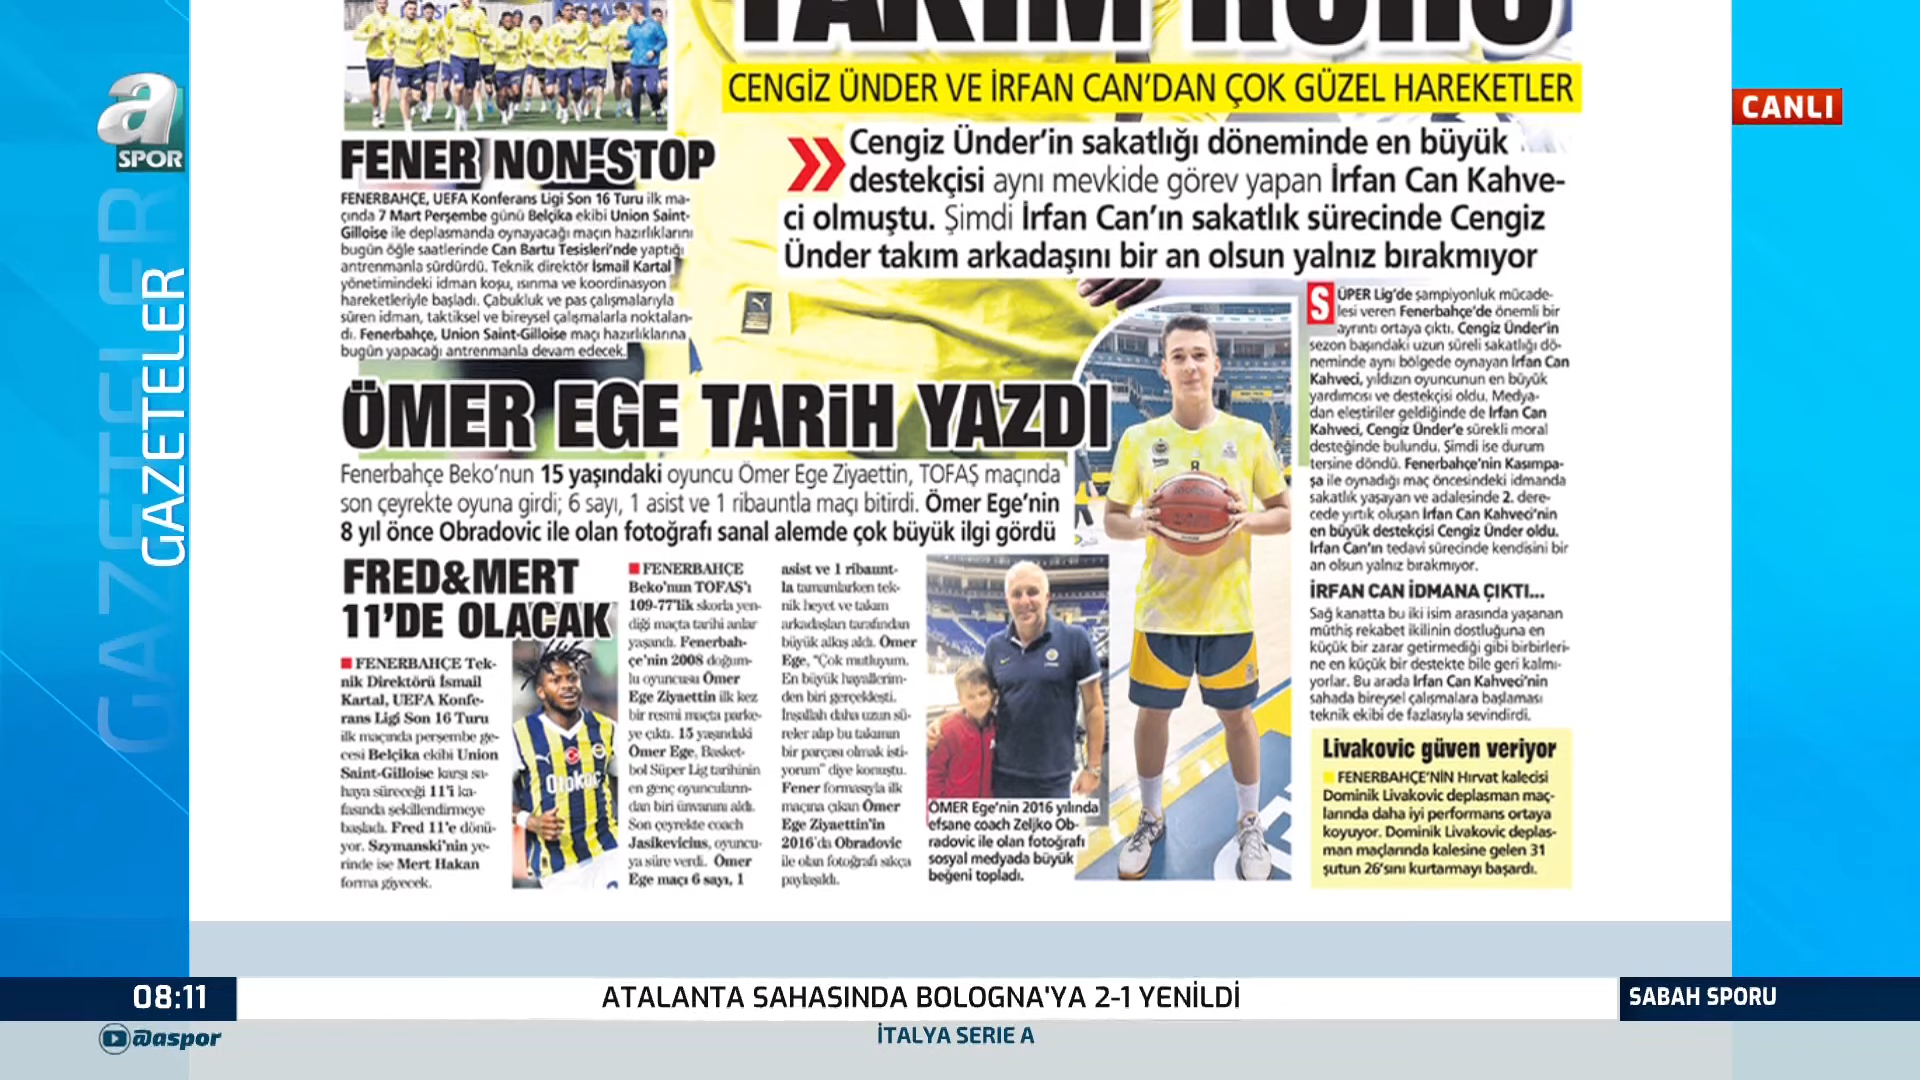 a
SPOR
GAZETELER
GAZETELER
CANLI
TAKIM RUHU
CENGİZ ÜNDER VE İRFAN CAN'DAN ÇOK GÜZEL HAREKETLER
Cengiz Ünder'in sakatlığı döneminde en büyük
destekçisi aynı mevkide görev yapan İrfan Can Kahve-
ci olmuştu. Şimdi İrfan Can'ın sakatlık sürecinde Cengiz
Ünder takım arkadaşını bir an olsun yalnız bırakmıyor
FENER NON-STOP
FENERBAHÇE, UEFA Konferans Ligi Son 16 Turu ilk ma-
çında 7 Mart Perşembe günü Belçika ekibi Union Saint-
Gilloise ile deplasmanda oynayacağı maçın hazırlıklarını
bugün öğle saatlerinde Can Bartu Tesisleri'nde yaptığı
antrenmanla sürdürdü. Teknik direktör İsmail Kartal
yönetimindeki idman koşu, ısınma ve koordinasyon
hareketleriyle başladı. Çabukluk ve pas çalışmalarıyla
süren idman, taktiksel ve bireysel çalışmalarla noktalan-
dı. Fenerbahçe, Union Saint-Gilloise maçı hazırlıklarına
bugün yapacağı antrenmanla devam edecek.
ÖMER EGE TARİH YAZDI
Fenerbahçe Beko'nun 15 yaşındaki oyuncu Ömer Ege Ziyaettin, TOFAŞ maçında
son çeyrekte oyuna girdi; 6 sayı, 1 asist ve 1 ribauntla maçı bitirdi. Ömer Ege'nin
8 yıl önce Obradovic ile olan fotoğrafı sanal alemde çok büyük ilgi gördü
FRED&MERT
11'DE OLACAK
FENERBAHÇE Tek-
nik Direktörü İsmail
Kartal, UEFA Konfe-
rans Ligi Son 16 Turu
ilk maçında perşembe ge-
cesi Belçika ekibi Union
Saint-Gilloise karşı sa-
haya süreceği 11'i ka-
fasında şekillendirmeye
başladı. Fred 11'e dönü-
yor. Szymanski'nin ye-
rinde ise Mert Hakan
forma giyecek.
Otokoç
FENERBAHÇE
Beko'nun TOFAŞ'ı
109-77'lik skorla yen-
diği maçta tarihi anlar
yaşandı. Fenerbah-
çe'nin 2008 doğum-
lu oyuncusu Ömer
Ege Ziyaettin ilk kez
bir resmi maçta parke-
ye çıktı. 15 yaşındaki
Ömer Ege, Basket-
bol Süper Lig tarihinin
en genç oyuncuların-
dan biri ünvanını aldı.
Son çeyrekte coach
Jasikevicius, oyuncu-
ya süre verdi. Ömer
Ege maçı 6 sayı, 1
asist ve 1 ribaunt-
la tamamlarken tek-
nik heyet ve takım
arkadaşları tarafından
büyük alkış aldı. Ömer
Ege, "Çok mutluyum.
En büyük hayallerim-
den biri gerçekleşti.
İnşallah daha uzun sü-
reler alıp bu takımın
bir parçası olmak isti-
yorum" diye konuştu.
Fener formasıyla ilk
maçına çıkan Ömer
Ege Ziyaettin'in
2016'da Obradovic
ile olan fotoğrafı sıkça
paylaşıldı.
ÖMER Ege'nin 2016 yılında
efsane coach Zeljko Ob-
radovic ile olan fotoğrafı
sosyal medyada büyük
beğeni topladı.
8
SÜPER Lig'de şampiyonluk mücade-
lesi veren Fenerbahçe'de önemli bir
ayrıntı ortaya çıktı. Cengiz Ünder'in
sezon başındaki uzun süreli sakatlığı dö-
neminde aynı bölgede oynayan İrfan Can
Kahveci, yıldızın oyuncunun en büyük
yardımcısı ve destekçisi oldu. Medya-
dan eleştiriler geldiğinde de İrfan Can
Kahveci, Cengiz Ünder'e sürekli moral
desteğinde bulundu. Şimdi ise durum
tersine döndü. Fenerbahçe'nin Kasımpa-
şa ile oynadığı maç öncesindeki idmanda
sakatlık yaşayan ve adalesinde 2. dere-
cede yırtık oluşan İrfan Can Kahveci'nin
en büyük destekçisi Cengiz Ünder oldu.
İrfan Can'ın tedavi sürecinde kendisini bir
an olsun yalnız bırakmıyor.
İRFAN CAN İDMANA ÇIKTI...
Sağ kanatta bu iki isim arasında yaşanan
müthiş rekabet ikilinin dostluğuna en
küçük bir zarar getirmediği gibi birbirleri-
ne en küçük bir destekte bile geri kalmı-
yorlar. Bu arada İrfan Can Kahveci'nin
sahada bireysel çalışmalara başlaması
teknik ekibi de fazlasıyla sevindirdi.
Livakovic güven veriyor
FENERBAHÇE'NİN Hırvat kalecisi
Dominik Livakovic deplasman maç-
larında daha iyi performans ortaya
koyuyor. Dominik Livakovic deplas-
man maçlarında kalesine gelen 31
şutun 26'sını kurtarmayı başardı.
08:11
ATALANTA SAHASINDA BOLOGNA'YA 2-1 YENİLDİ
SABAH SPORU
@aspor
İTALYA SERIE A